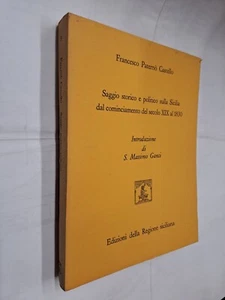 Francesco Paternò Castello
Saggio storico e politico sulla Sicilia
dal cominciamento del secolo XIX al 1830
Introduzione
di
S. Massimo Ganci
Edizioni della Regione siciliana